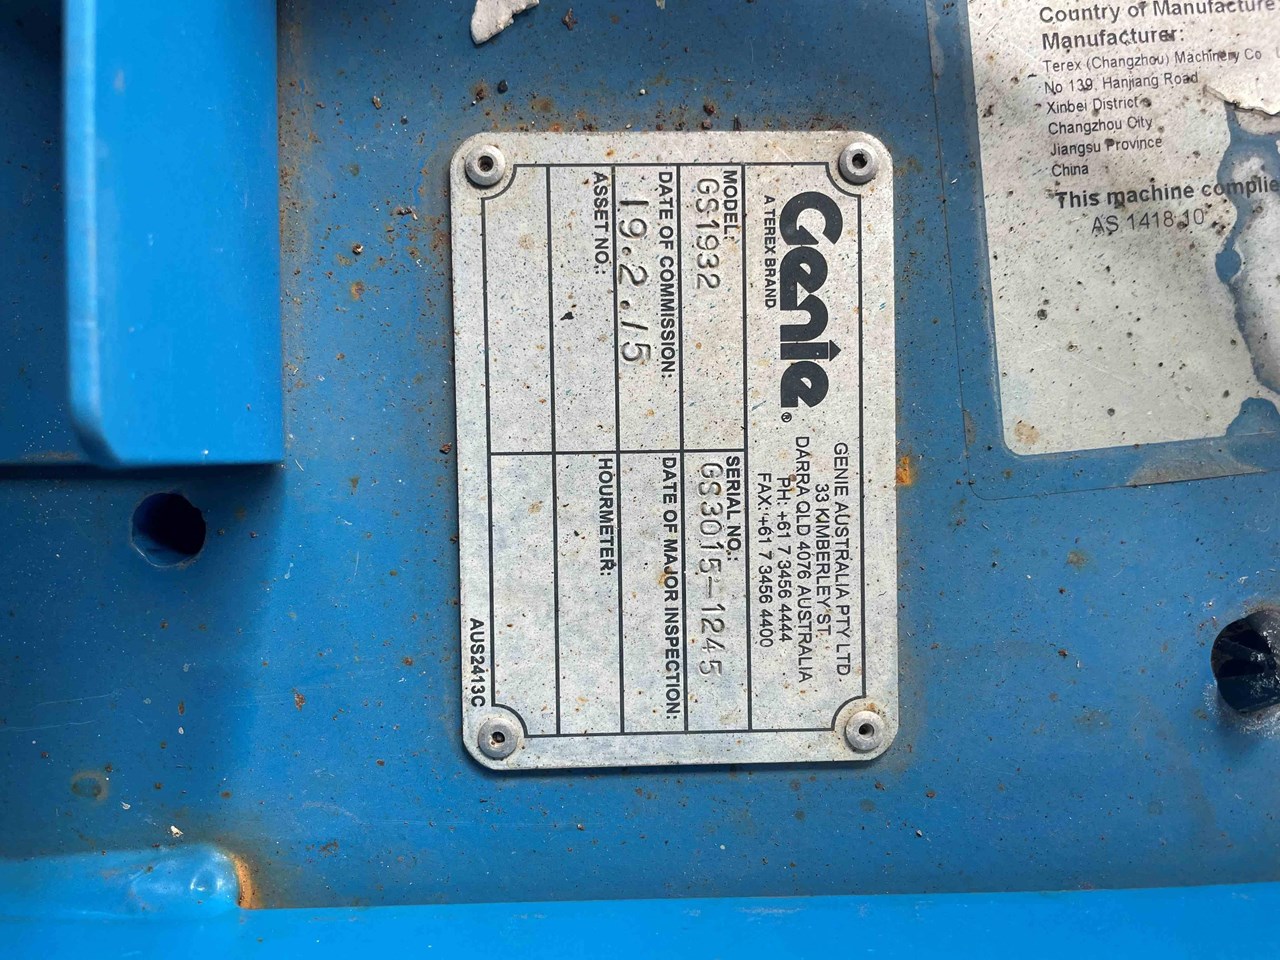 Genie®
A TEREX BRAND
GENIE AUSTRALIA PTY LTD
33 KIMBERLEY ST.
DARRA QLD 4076 AUSTRALIA
PH: +61 7 3456 4444
FAX: +61 7 3456 4400
MODEL:
GS1932
SERIAL NO.:
GS3015-1245
DATE OF COMMISSION:
19.2.15
DATE OF MAJOR INSPECTION:
ASSET NO.:
HOURMETER:
AUS2413C
Country of Manufacture
Manufacturer:
Terex (Changzhou) Machinery Co
No 139, Hanjiang Road
Xinbei District
Changzhou City
Jiangsu Province
China
This machine complie
AS 1418.10